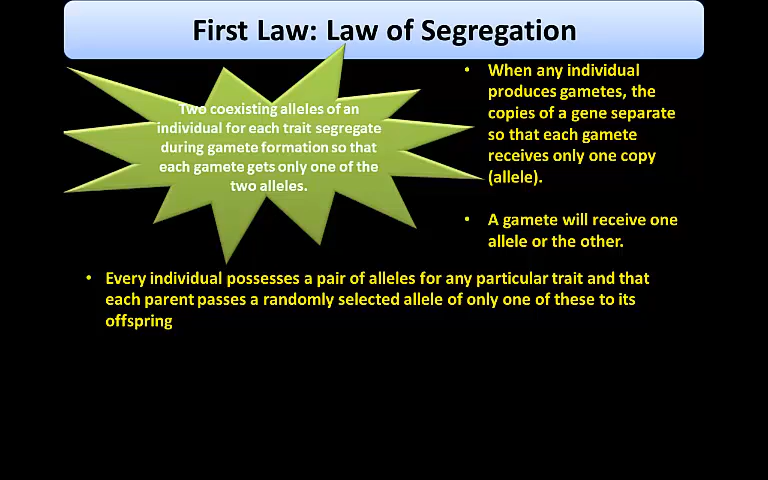 First Law: Law of Segregation
Two coexisting alleles of an
individual for each trait segregate
during gamete formation so that
each gamete gets only one of the
two alleles.
• When any individual
produces gametes, the
copies of a gene separate
so that each gamete
receives only one copy
(allele).
• A gamete will receive one
allele or the other.
• Every individual possesses a pair of alleles for any particular trait and that
each parent passes a randomly selected allele of only one of these to its
offspring